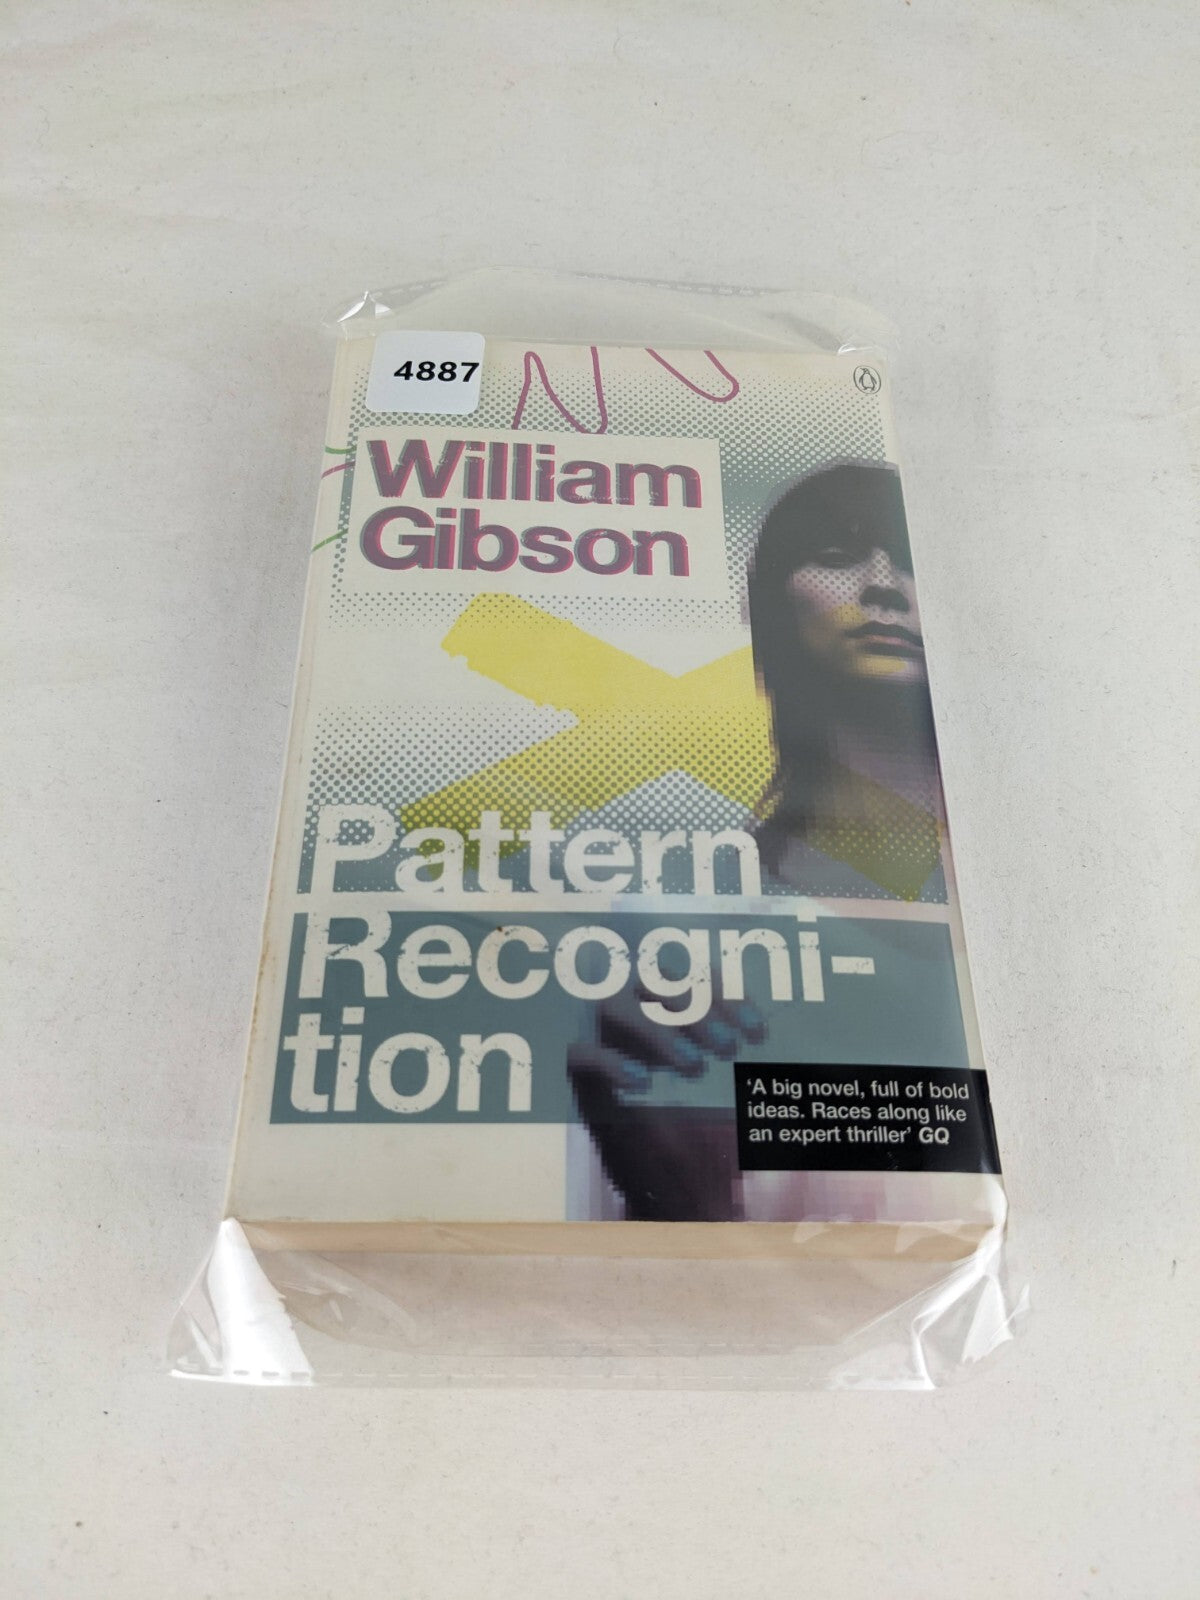 4887
William
Gibson
Pattern
Recogni-
tion
‘A big novel, full of bold
ideas. Races along like
an expert thriller’ GQ